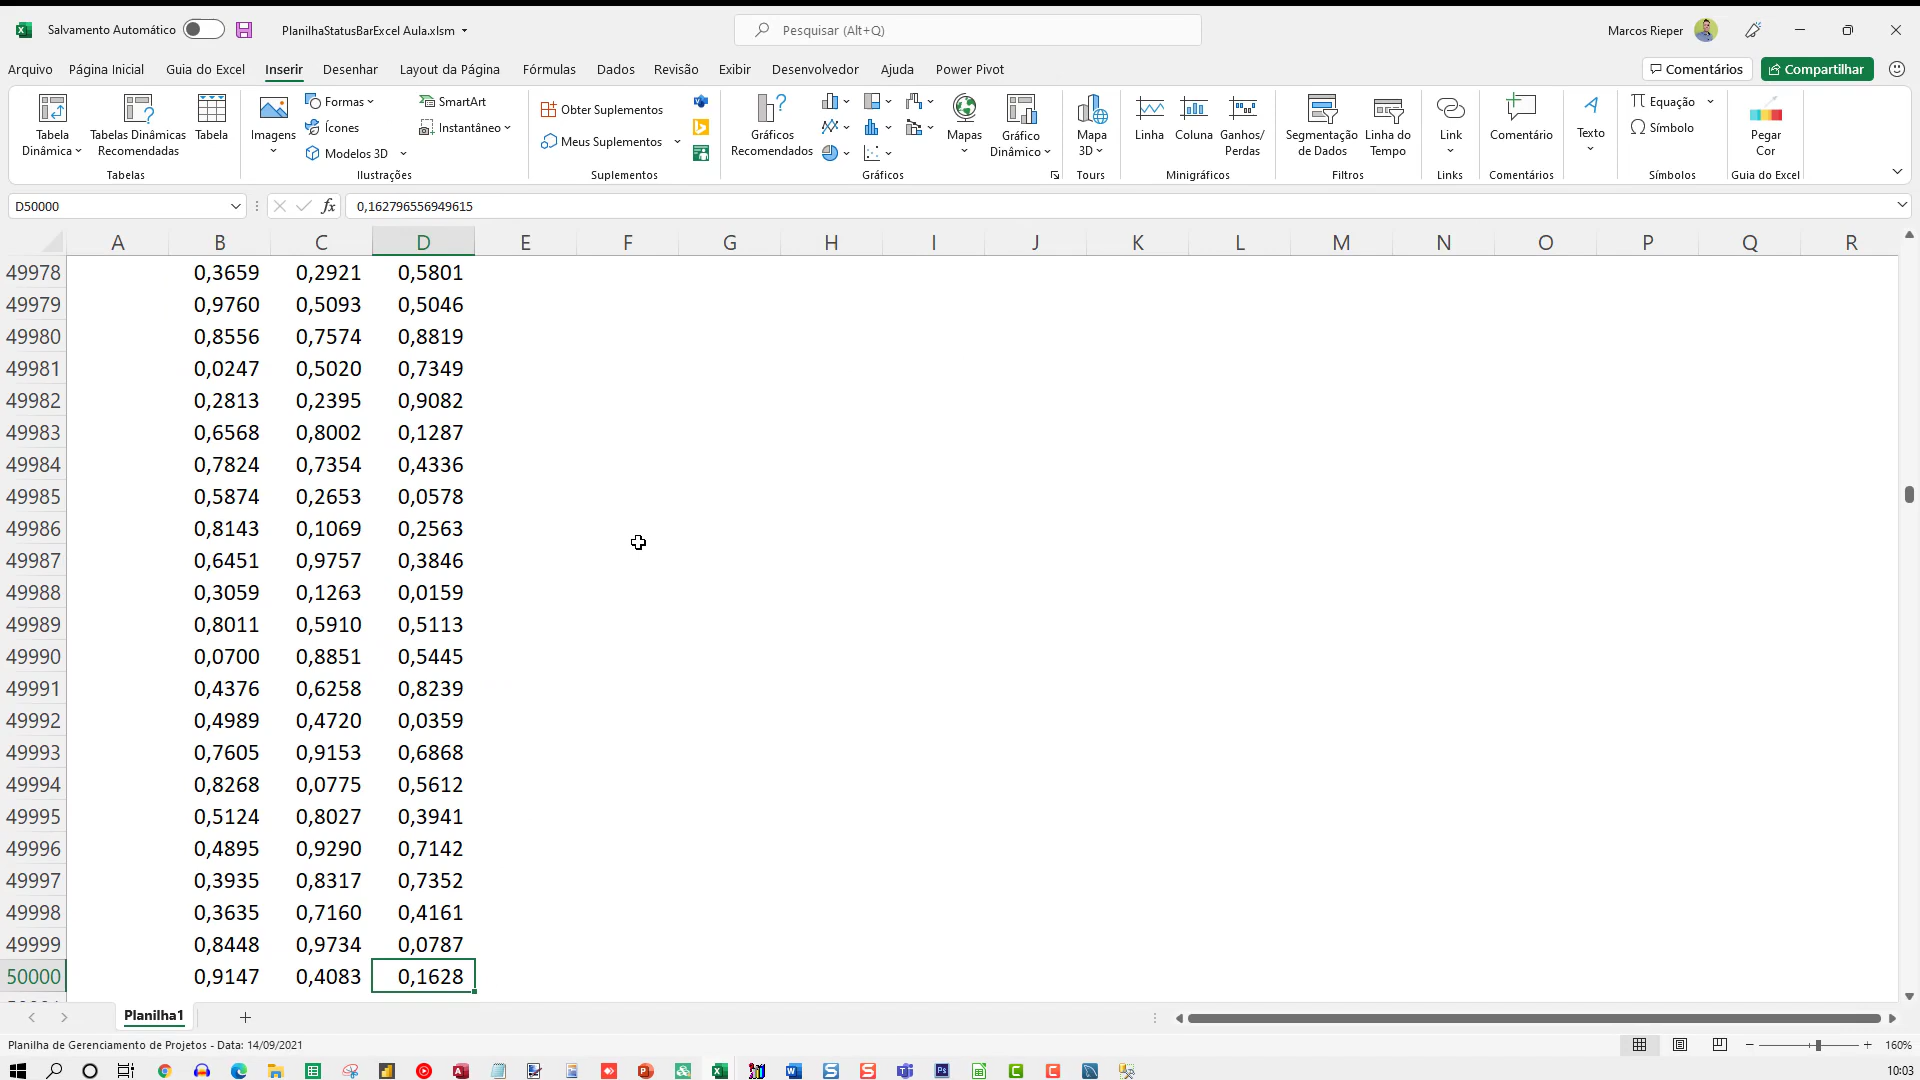 Salvamento Automático PlanilhaStatusBarExcel Aula.xlsm Pesquisar (Alt+Q) Marcos Rieper
Arquivo Página Inicial Guia do Excel Inserir Desenhar Layout da Página Fórmulas Dados Revisão Exibir Desenvolvedor Ajuda Power Pivot Comentários Compartilhar
Tabela Dinâmica
Tabelas Dinâmicas Recomendadas
Tabela
Tabelas
Imagens
Formas
Ícones
Modelos 3D
SmartArt
Instantâneo
Ilustrações
Obter Suplementos
Meus Suplementos
Suplementos
Gráficos Recomendados
Mapas
Gráfico Dinâmico
Gráficos
Mapa 3D
Tours
Linha
Coluna
Ganhos/Perdas
Minigráficos
Segmentação de Dados
Linha do Tempo
Filtros
Link
Links
Comentário
Comentários
Texto
Equação
Símbolo
Símbolos
Pegar Cor
Guia do Excel
D50000 fx 0,162796556949615
A B C D E F G H I J K L M N O P Q R
49978 0,3659 0,2921 0,5801
49979 0,9760 0,5093 0,5046
49980 0,8556 0,7574 0,8819
49981 0,0247 0,5020 0,7349
49982 0,2813 0,2395 0,9082
49983 0,6568 0,8002 0,1287
49984 0,7824 0,7354 0,4336
49985 0,5874 0,2653 0,0578
49986 0,8143 0,1069 0,2563
49987 0,6451 0,9757 0,3846
49988 0,3059 0,1263 0,0159
49989 0,8011 0,5910 0,5113
49990 0,0700 0,8851 0,5445
49991 0,4376 0,6258 0,8239
49992 0,4989 0,4720 0,0359
49993 0,7605 0,9153 0,6868
49994 0,8268 0,0775 0,5612
49995 0,5124 0,8027 0,3941
49996 0,4895 0,9290 0,7142
49997 0,3935 0,8317 0,7352
49998 0,3635 0,7160 0,4161
49999 0,8448 0,9734 0,0787
50000 0,9147 0,4083 0,1628
Planilha1
Planilha de Gerenciamento de Projetos - Data: 14/09/2021 160%
10:03